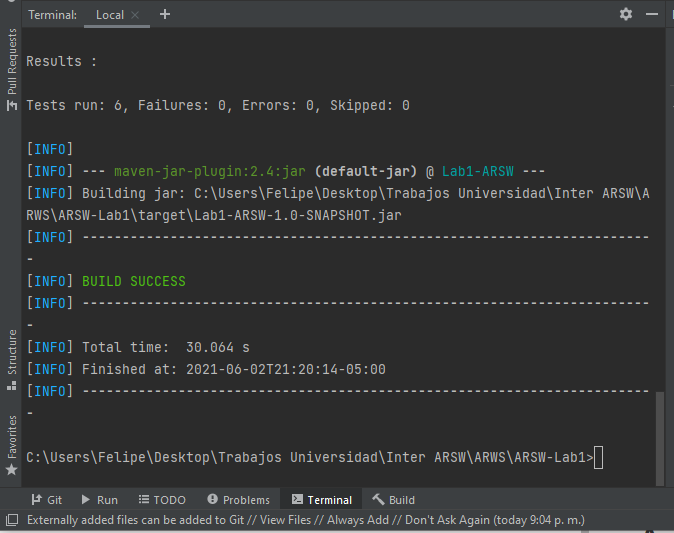 Terminal:
Local
Pull Requests
Structure
Favorites
Results :
Tests run: 6, Failures: 0, Errors: 0, Skipped: 0
[INFO]
[INFO] --- maven-jar-plugin:2.4:jar (default-jar) @ Lab1-ARSW ---
[INFO] Building jar: C:\Users\Felipe\Desktop\Trabajos Universidad\Inter ARSW\A
RWS\ARSW-Lab1\target\Lab1-ARSW-1.0-SNAPSHOT.jar
[INFO] -----------------------------------------------------------------------
-
[INFO] BUILD SUCCESS
[INFO] -----------------------------------------------------------------------
-
[INFO] Total time:  30.064 s
[INFO] Finished at: 2021-06-02T21:20:14-05:00
[INFO] -----------------------------------------------------------------------
-
C:\Users\Felipe\Desktop\Trabajos Universidad\Inter ARSW\ARWS\ARSW-Lab1>
Git Run TODO Problems Terminal Build
Externally added files can be added to Git // View Files // Always Add // Don't Ask Again (today 9:04 p. m.)